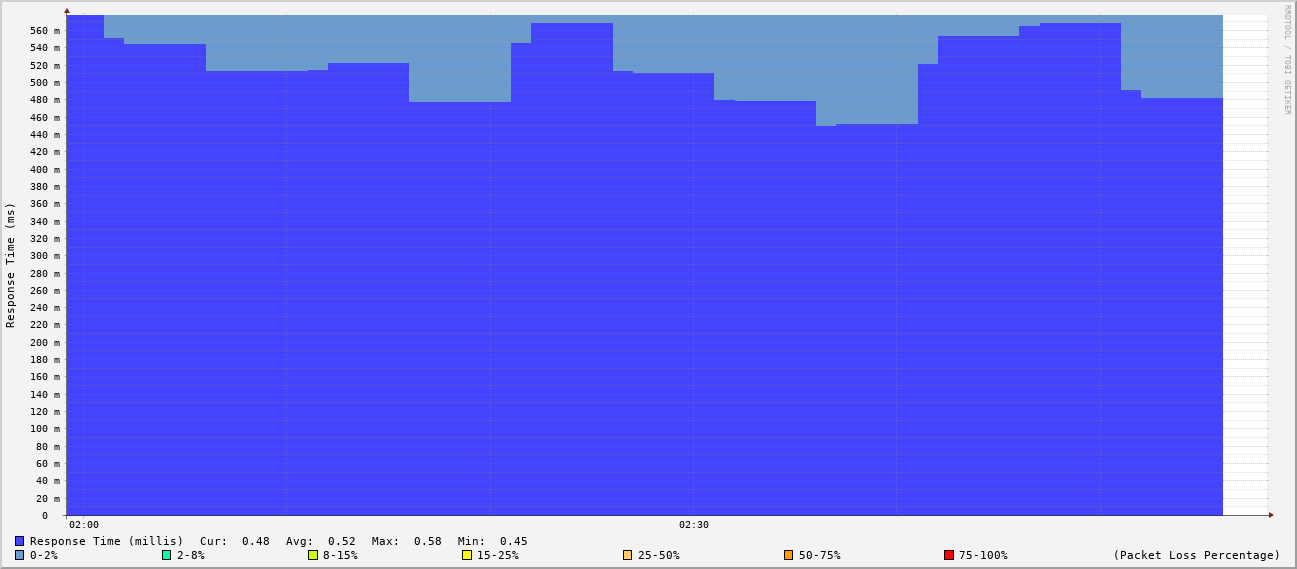 RRDTOOL / TOBI OETIKER
Response Time (ms)
560 m
540 m
520 m
500 m
480 m
460 m
440 m
420 m
400 m
380 m
360 m
340 m
320 m
300 m
280 m
260 m
240 m
220 m
200 m
180 m
160 m
140 m
120 m
100 m
80 m
60 m
40 m
20 m
0
02:00 02:30
Response Time (millis) Cur: 0.48 Avg: 0.52 Max: 0.58 Min: 0.45
0-2% 2-8% 8-15% 15-25% 25-50% 50-75% 75-100% (Packet Loss Percentage)